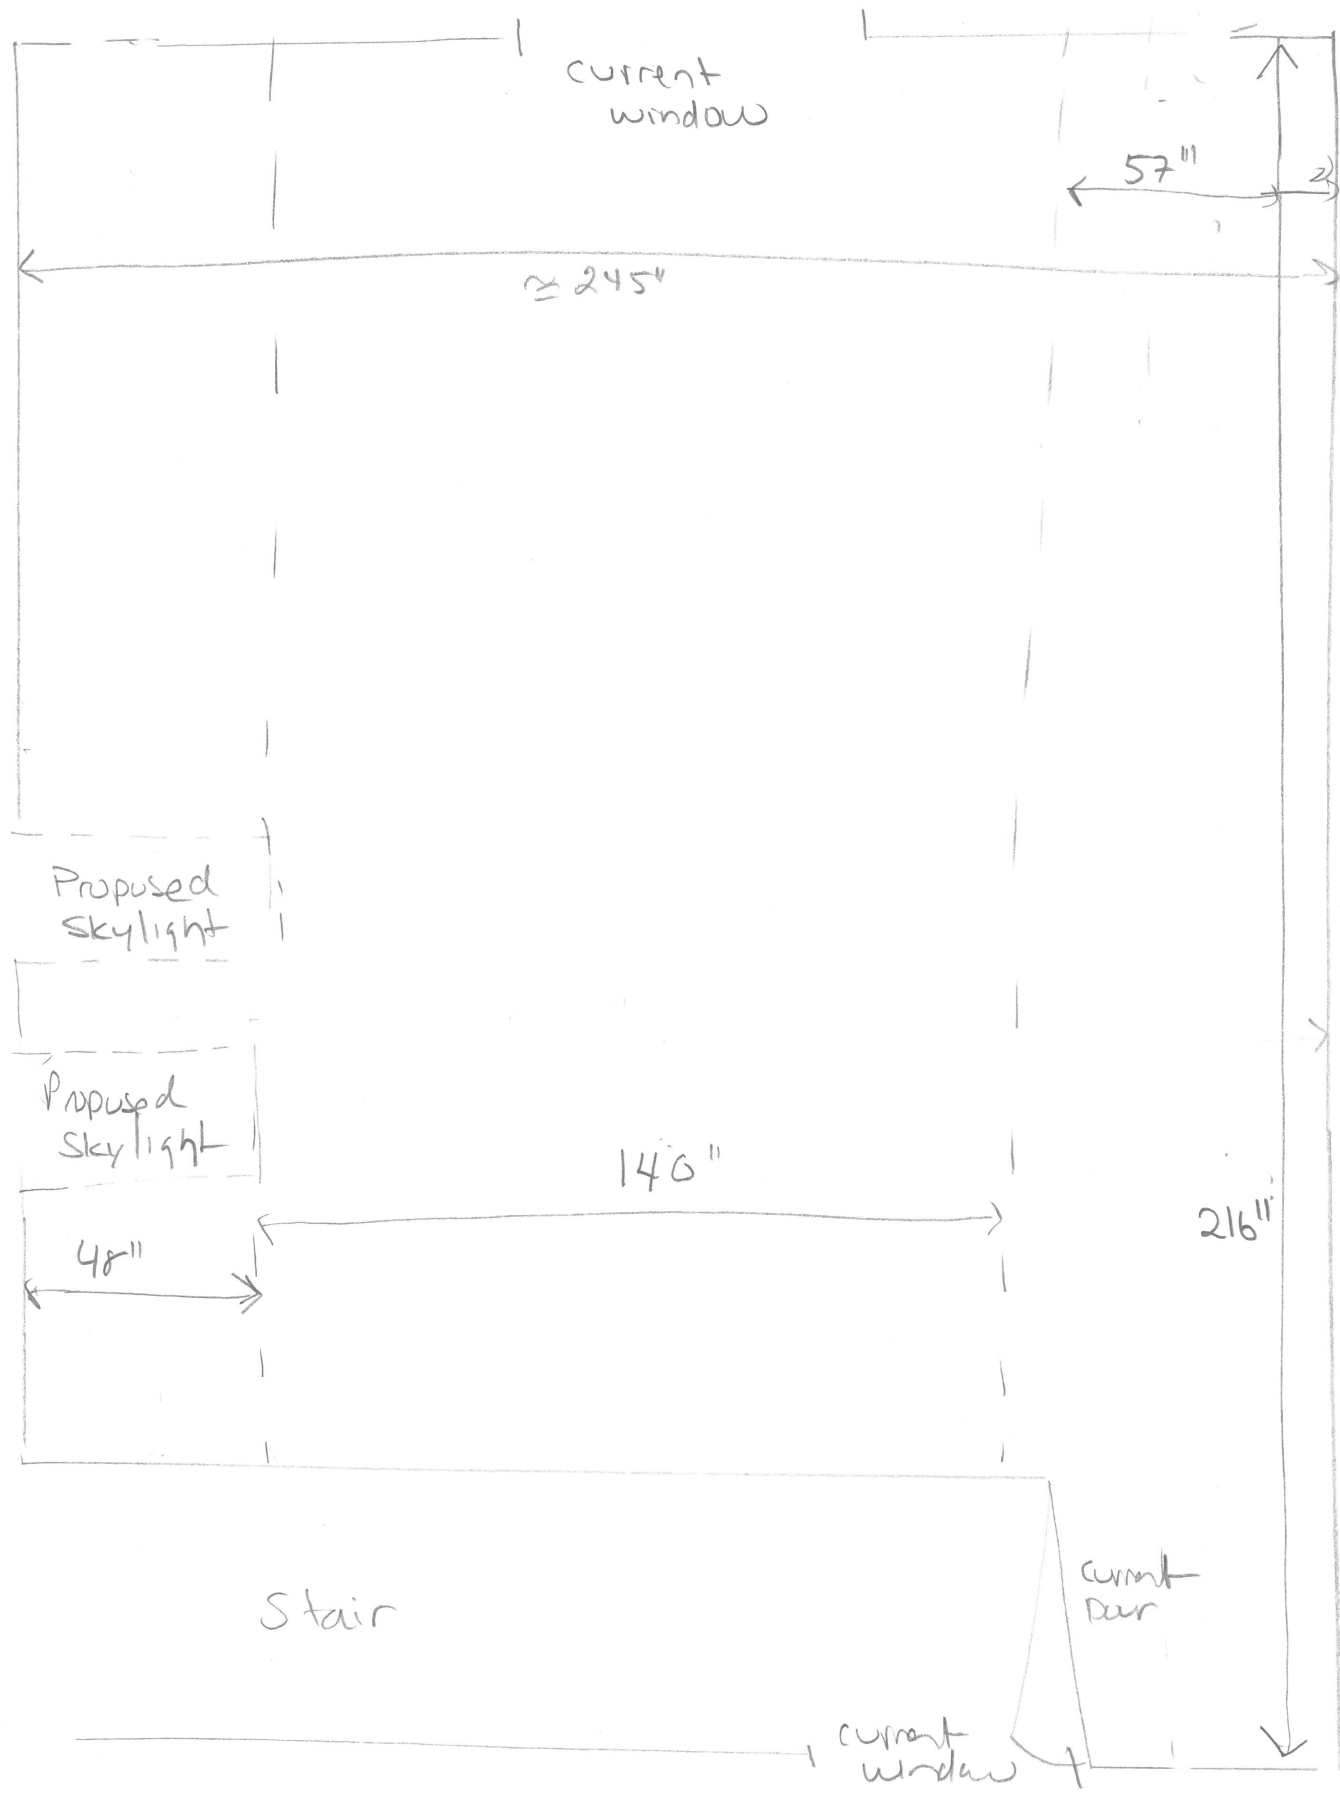 current
window
57"
≅ 245"
Proposed
Skylight
Proposed
Skylight
140"
48"
216"
Stair
current
Door
current
window